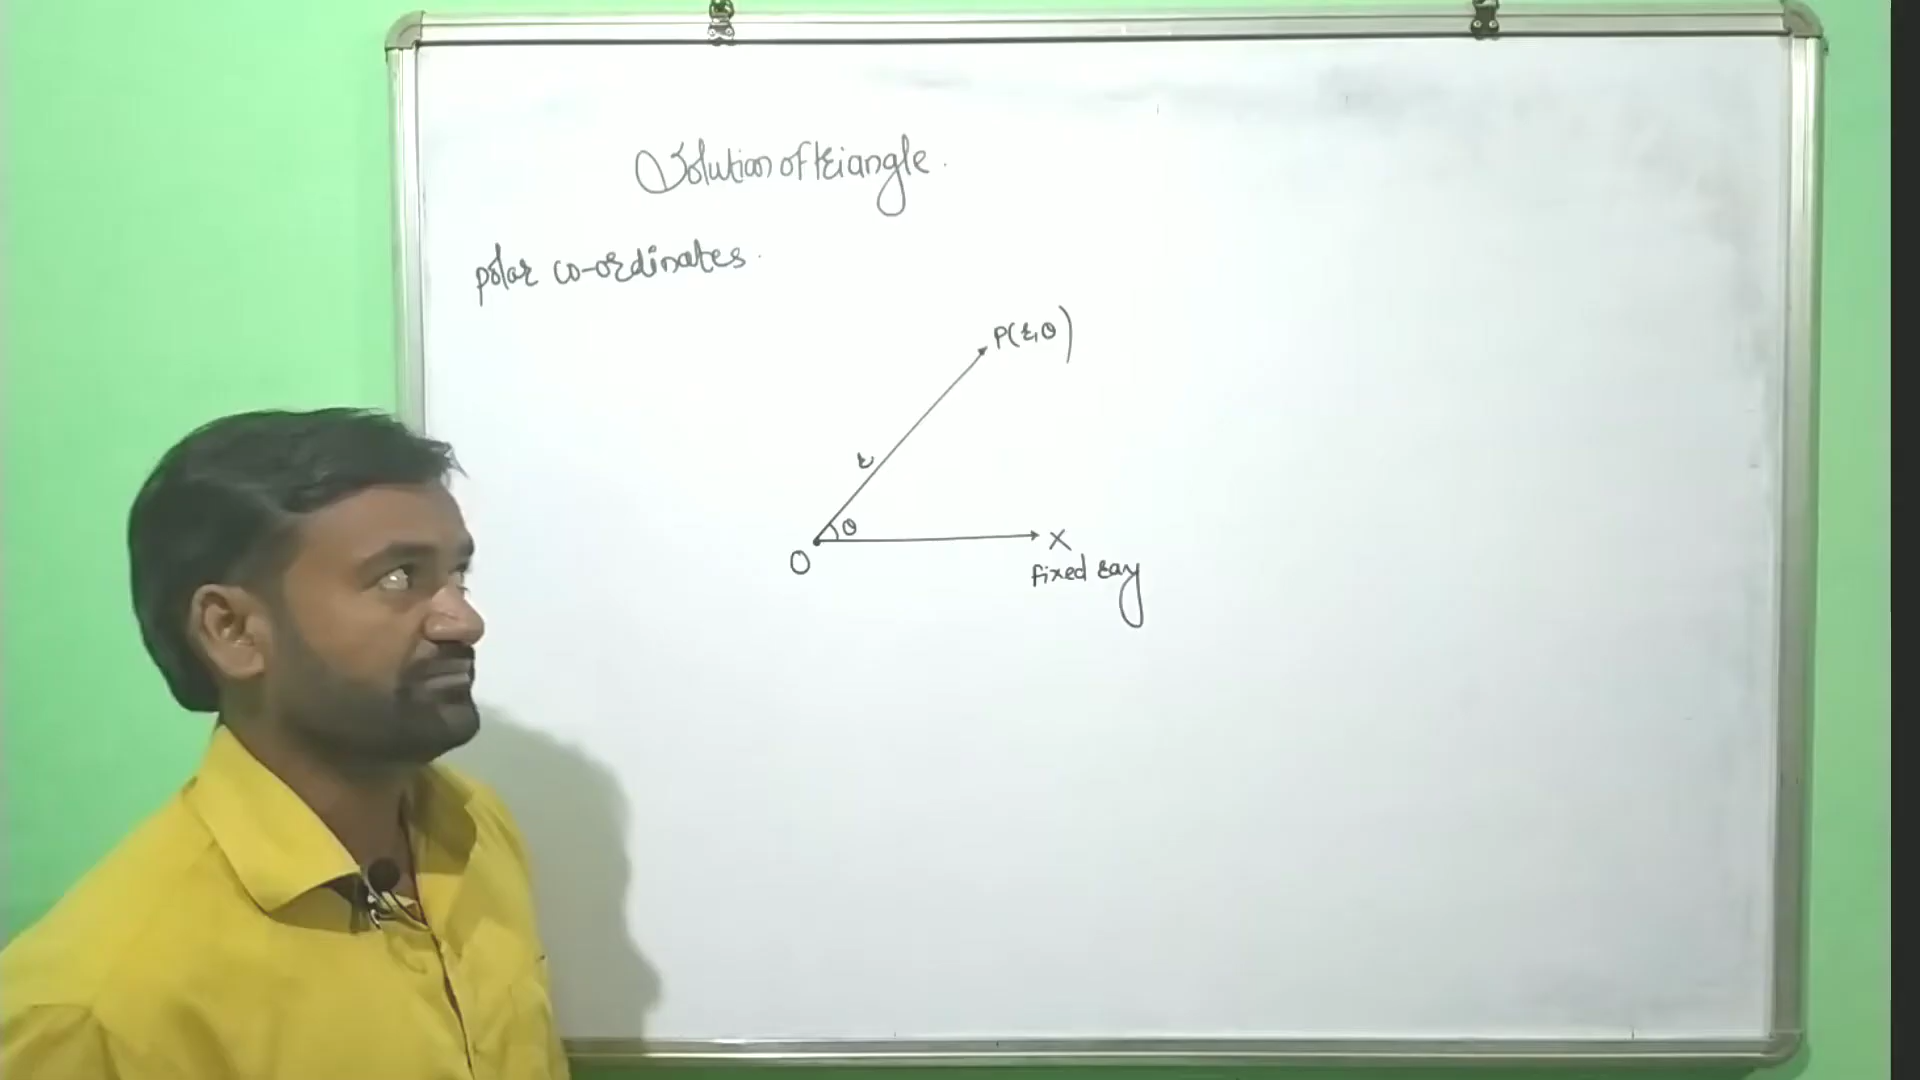 Solution of triangle.
polar co-ordinates.
P(r,θ)
r
θ
O
X
fixed ray